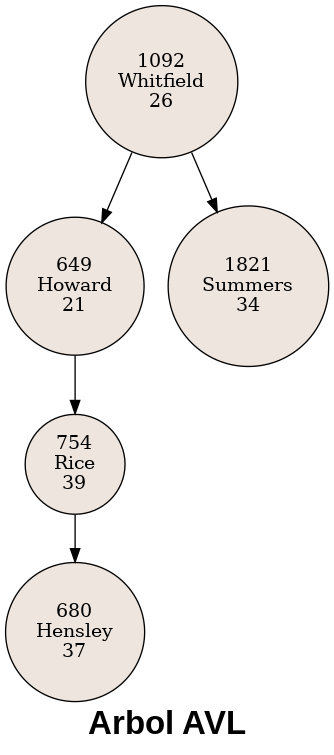 1092
Whitfield
26
649
Howard
21
1821
Summers
34
754
Rice
39
680
Hensley
37
Arbol AVL